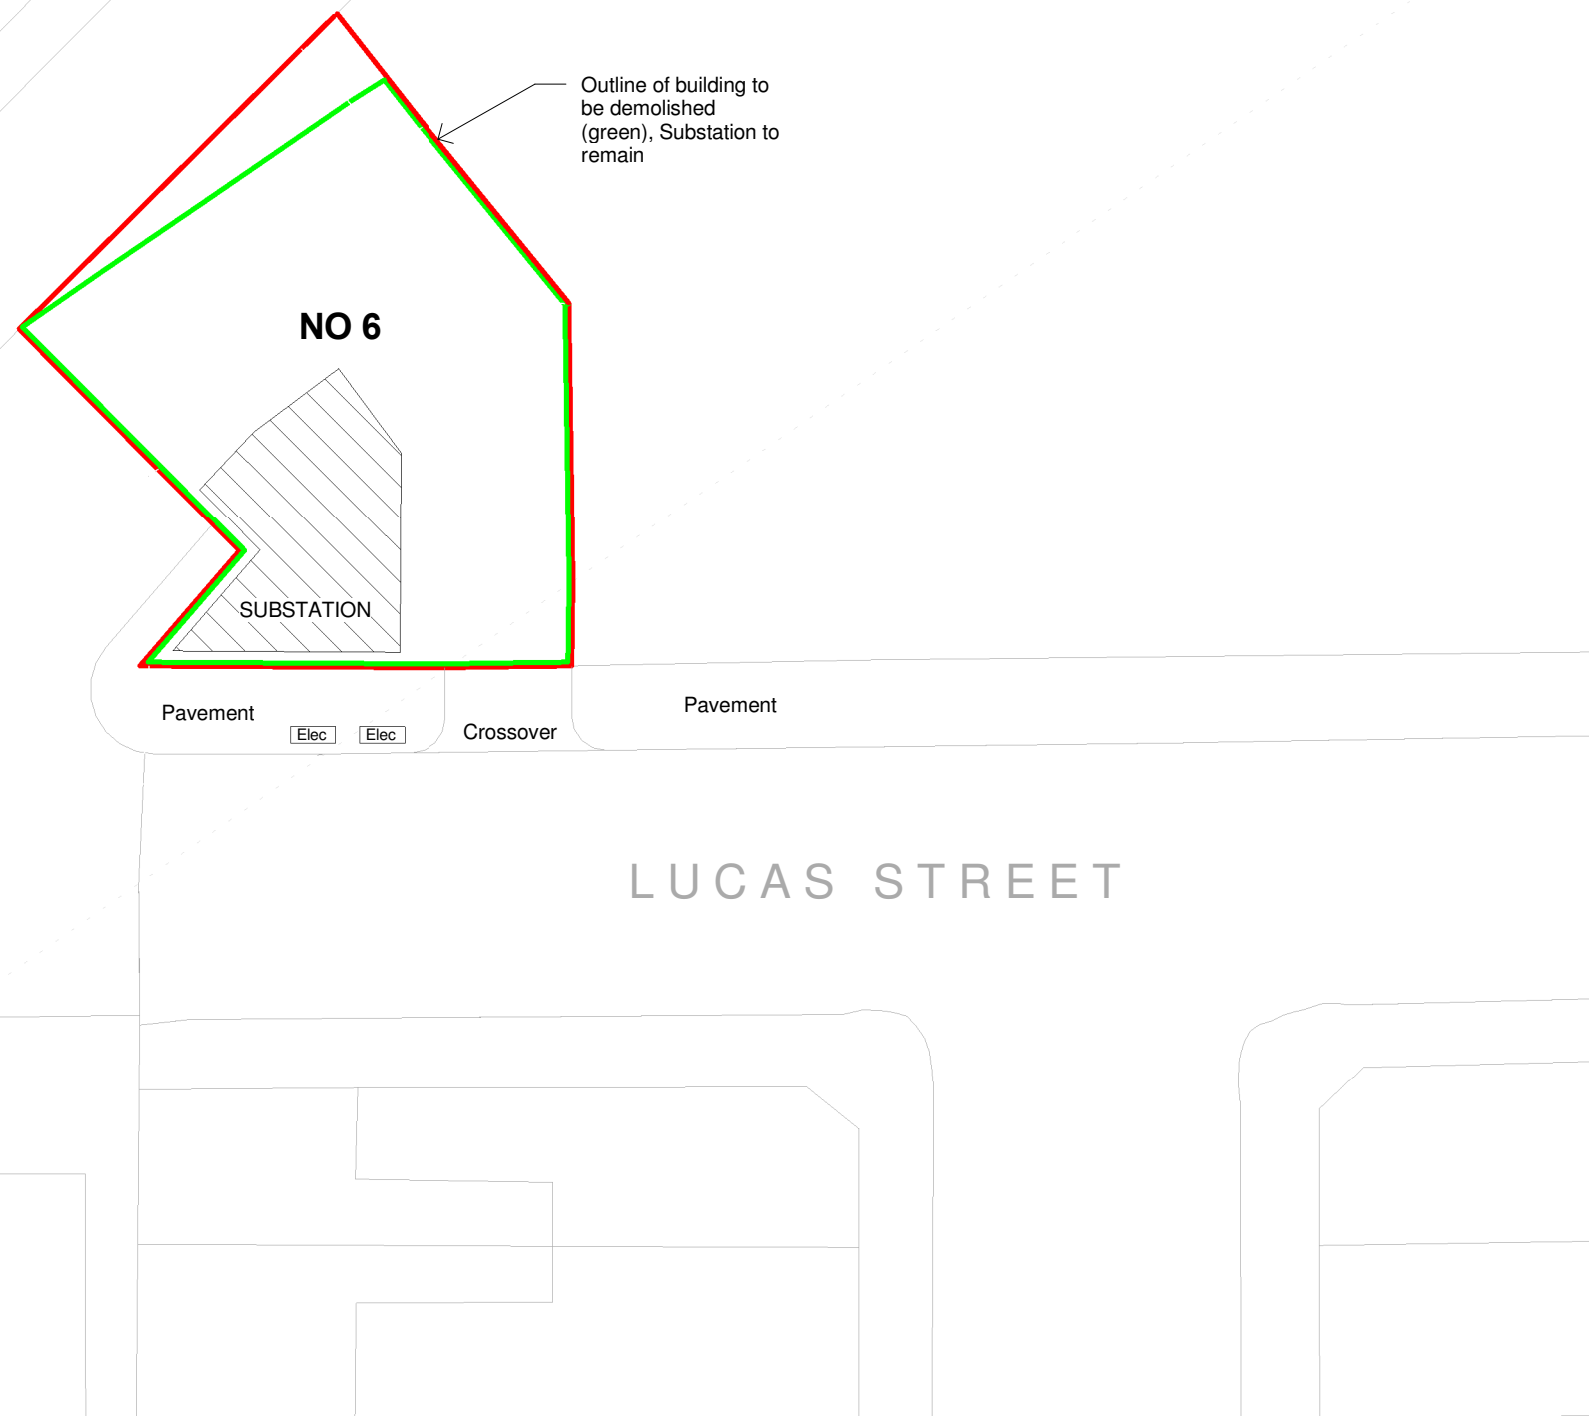 Outline of building to
be demolished
(green), Substation to
remain
NO 6
SUBSTATION
Pavement
Elec
Elec
Crossover
Pavement
LUCAS STREET